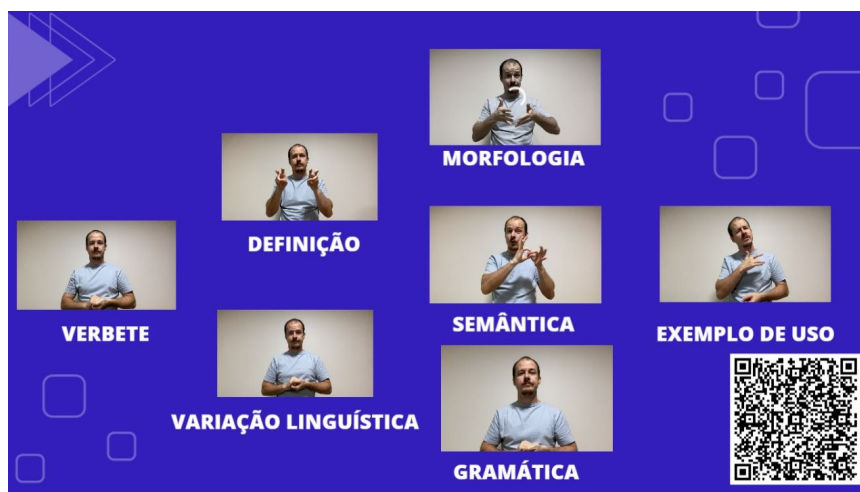 VERBETE
DEFINIÇÃO
VARIAÇÃO LINGUÍSTICA
MORFOLOGIA
SEMÂNTICA
GRAMÁTICA
EXEMPLO DE USO